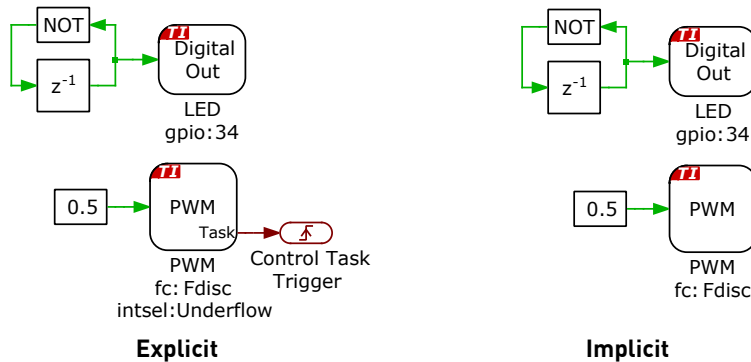 NOT
TI
Digital
Out
z-1
LED
gpio:34
TI
0.5
PWM
Task
Control Task
Trigger
PWM
fc: Fdisc
intsel:Underflow
Explicit
NOT
TI
Digital
Out
z-1
LED
gpio:34
TI
0.5
PWM
PWM
fc: Fdisc
Implicit